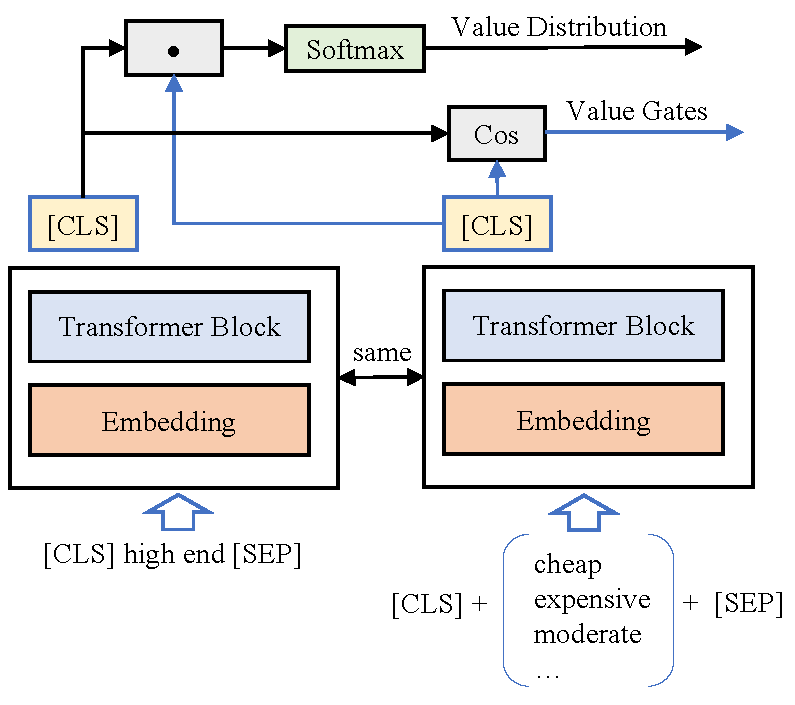 Value Distribution
• Softmax
Value Gates
Cos
[CLS] [CLS]
Transformer Block Transformer Block
same
Embedding Embedding
[CLS] high end [SEP]
cheap
[CLS] + expensive + [SEP]
moderate
…